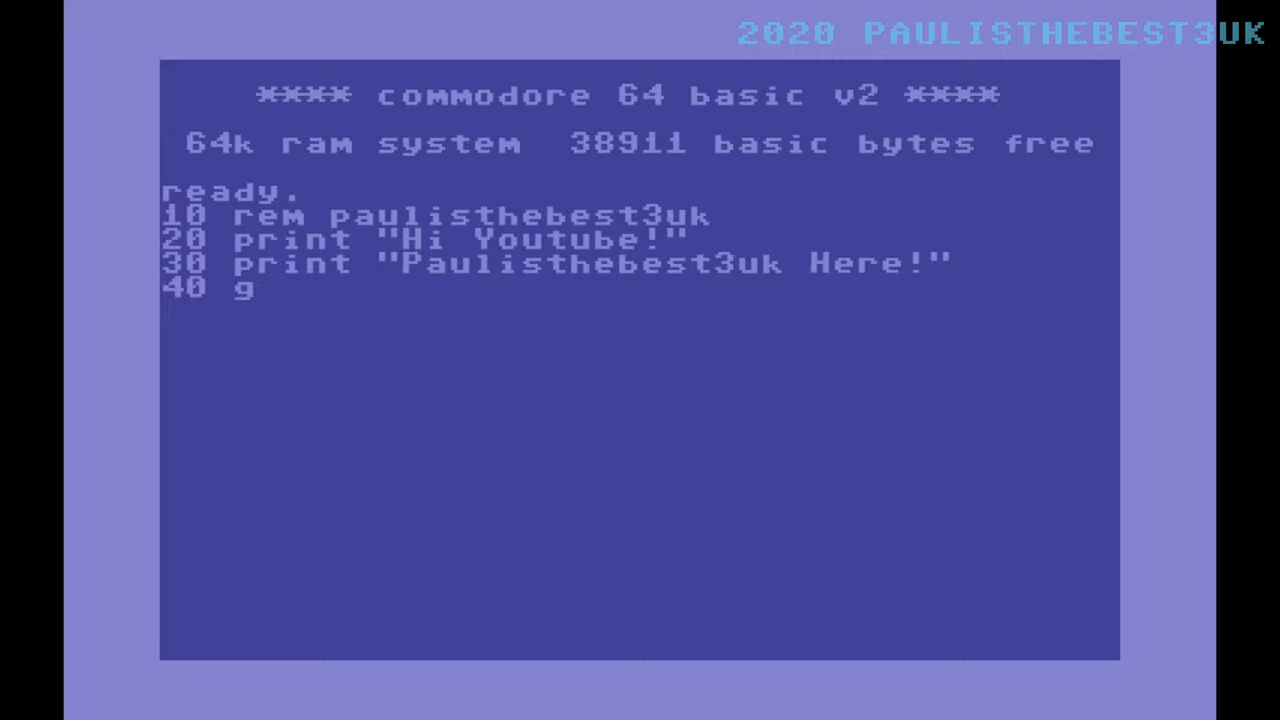 2020 PAULISTHEBEST3UK
**** commodore 64 basic v2 ****
64k ram system  38911 basic bytes free
ready.
10 rem paulisthebest3uk
20 print "Hi Youtube!"
30 print "Paulisthebest3uk Here!"
40 g